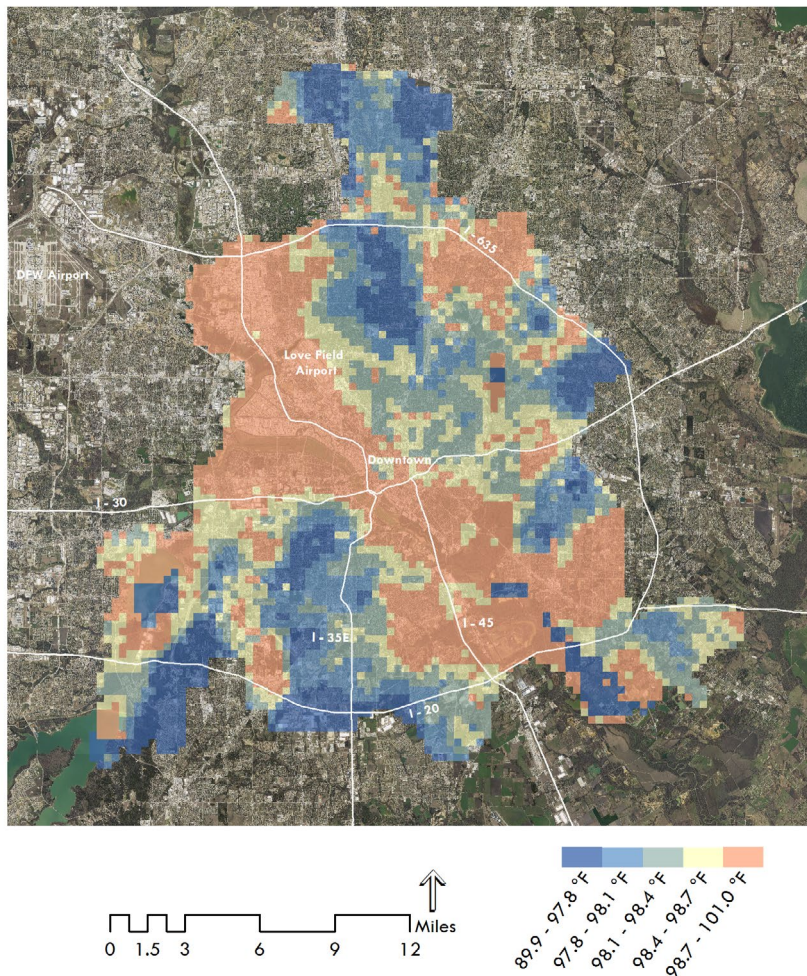 I - 635
DFW Airport
Love Field
Airport
Downtown
I - 30
I - 35E
I - 45
I - 20
Miles
0 1.5 3 6 9 12
89.9 - 97.8 °F
97.8 - 98.1 °F
98.1 - 98.4 °F
98.4 - 98.7 °F
98.7 - 101.0 °F